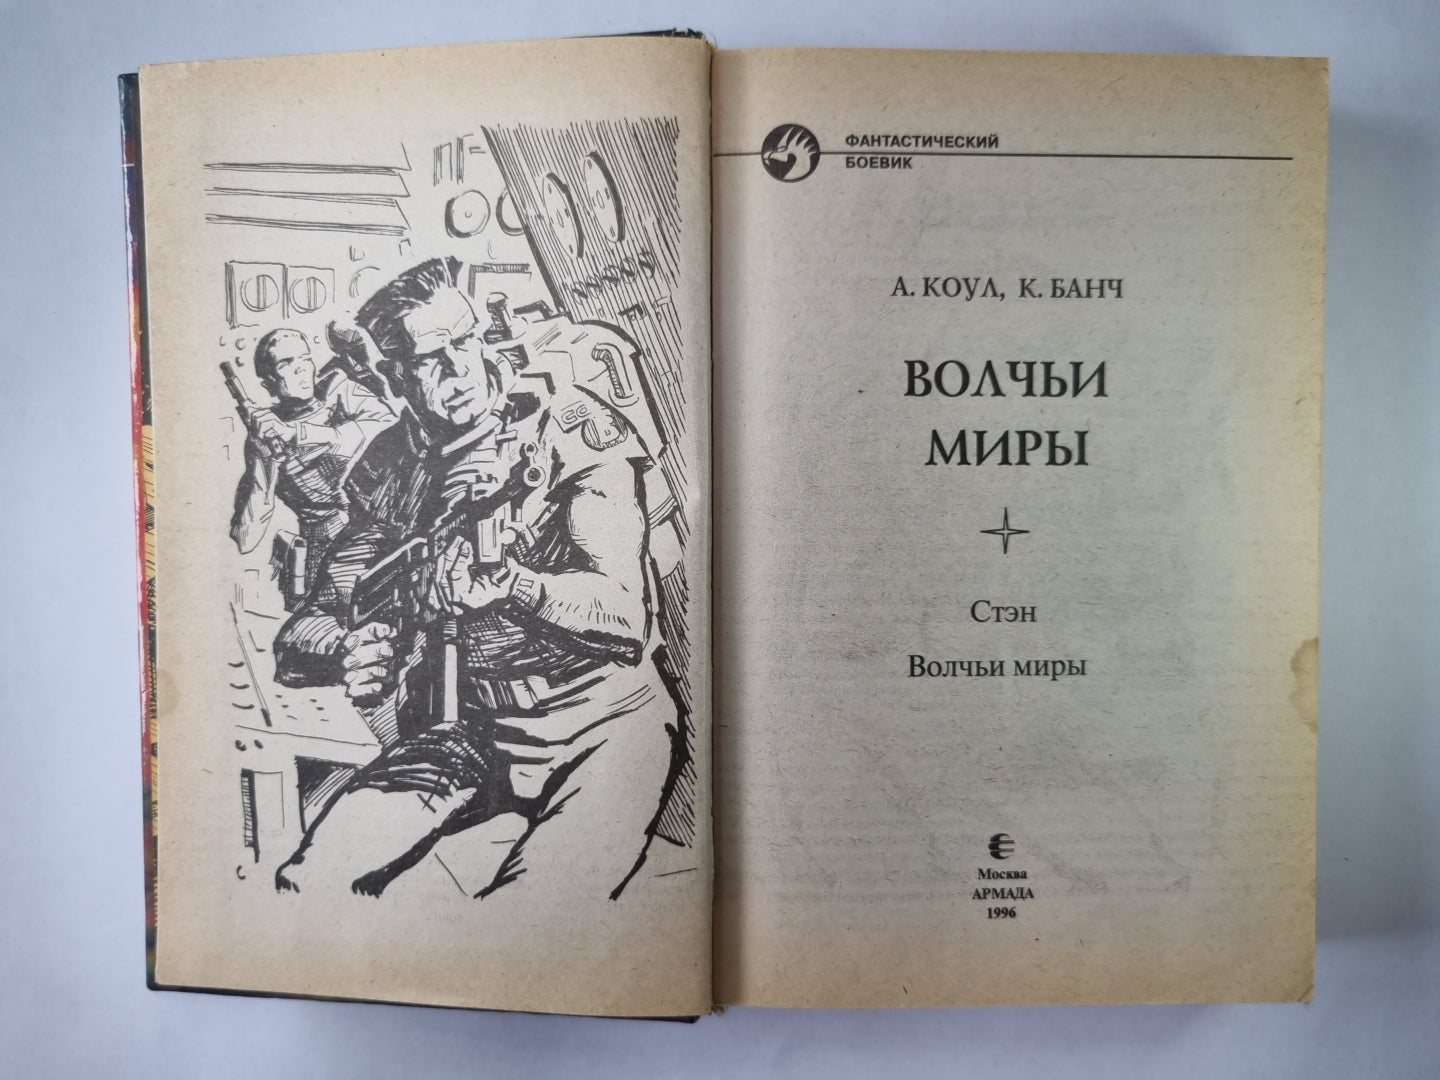 ФАНТАСТИЧЕСКИЙ
БОЕВИК
А. КОУЛ, К. БАНЧ
ВОЛЧЬИ
МИРЫ
Стэн
Волчьи миры
Москва
АРМАДА
1996